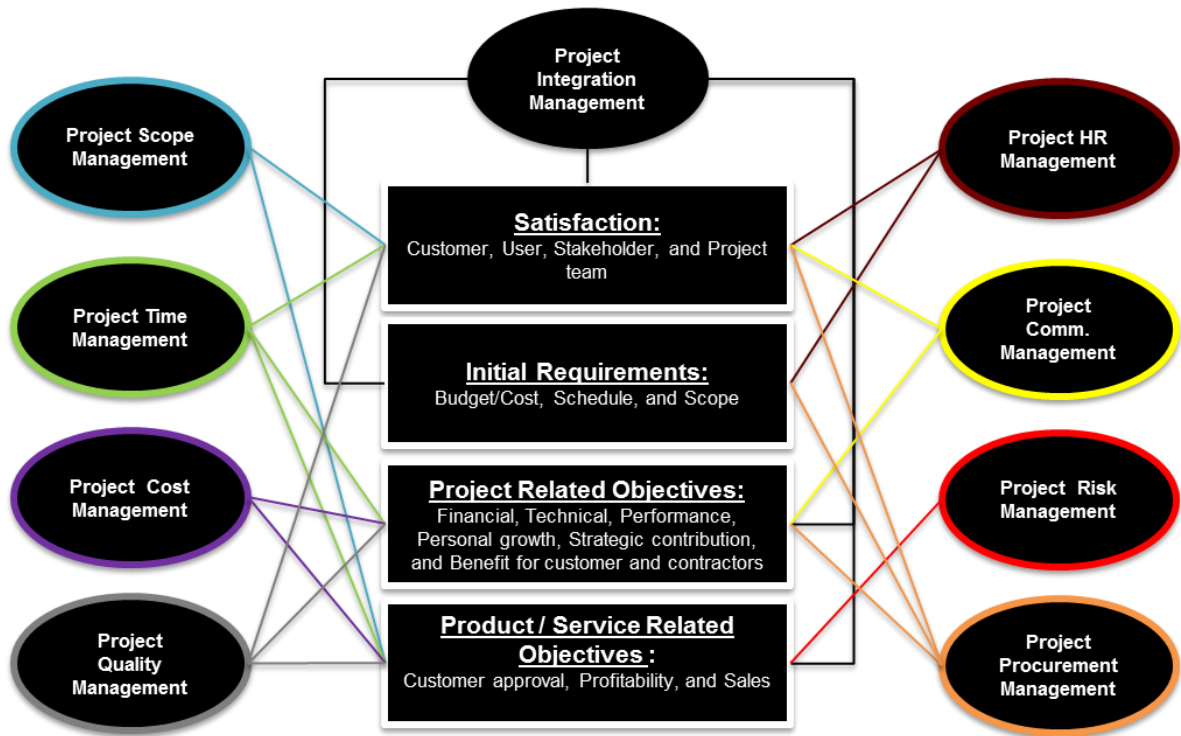 Project
Integration
Management
Project Scope
Management
Project Time
Management
Project Cost
Management
Project
Quality
Management
Satisfaction:
Customer, User, Stakeholder, and Project
team
Initial Requirements:
Budget/Cost, Schedule, and Scope
Project Related Objectives:
Financial, Technical, Performance,
Personal growth, Strategic contribution,
and Benefit for customer and contractors
Product / Service Related
Objectives :
Customer approval, Profitability, and Sales
Project HR
Management
Project
Comm.
Management
Project Risk
Management
Project
Procurement
Management